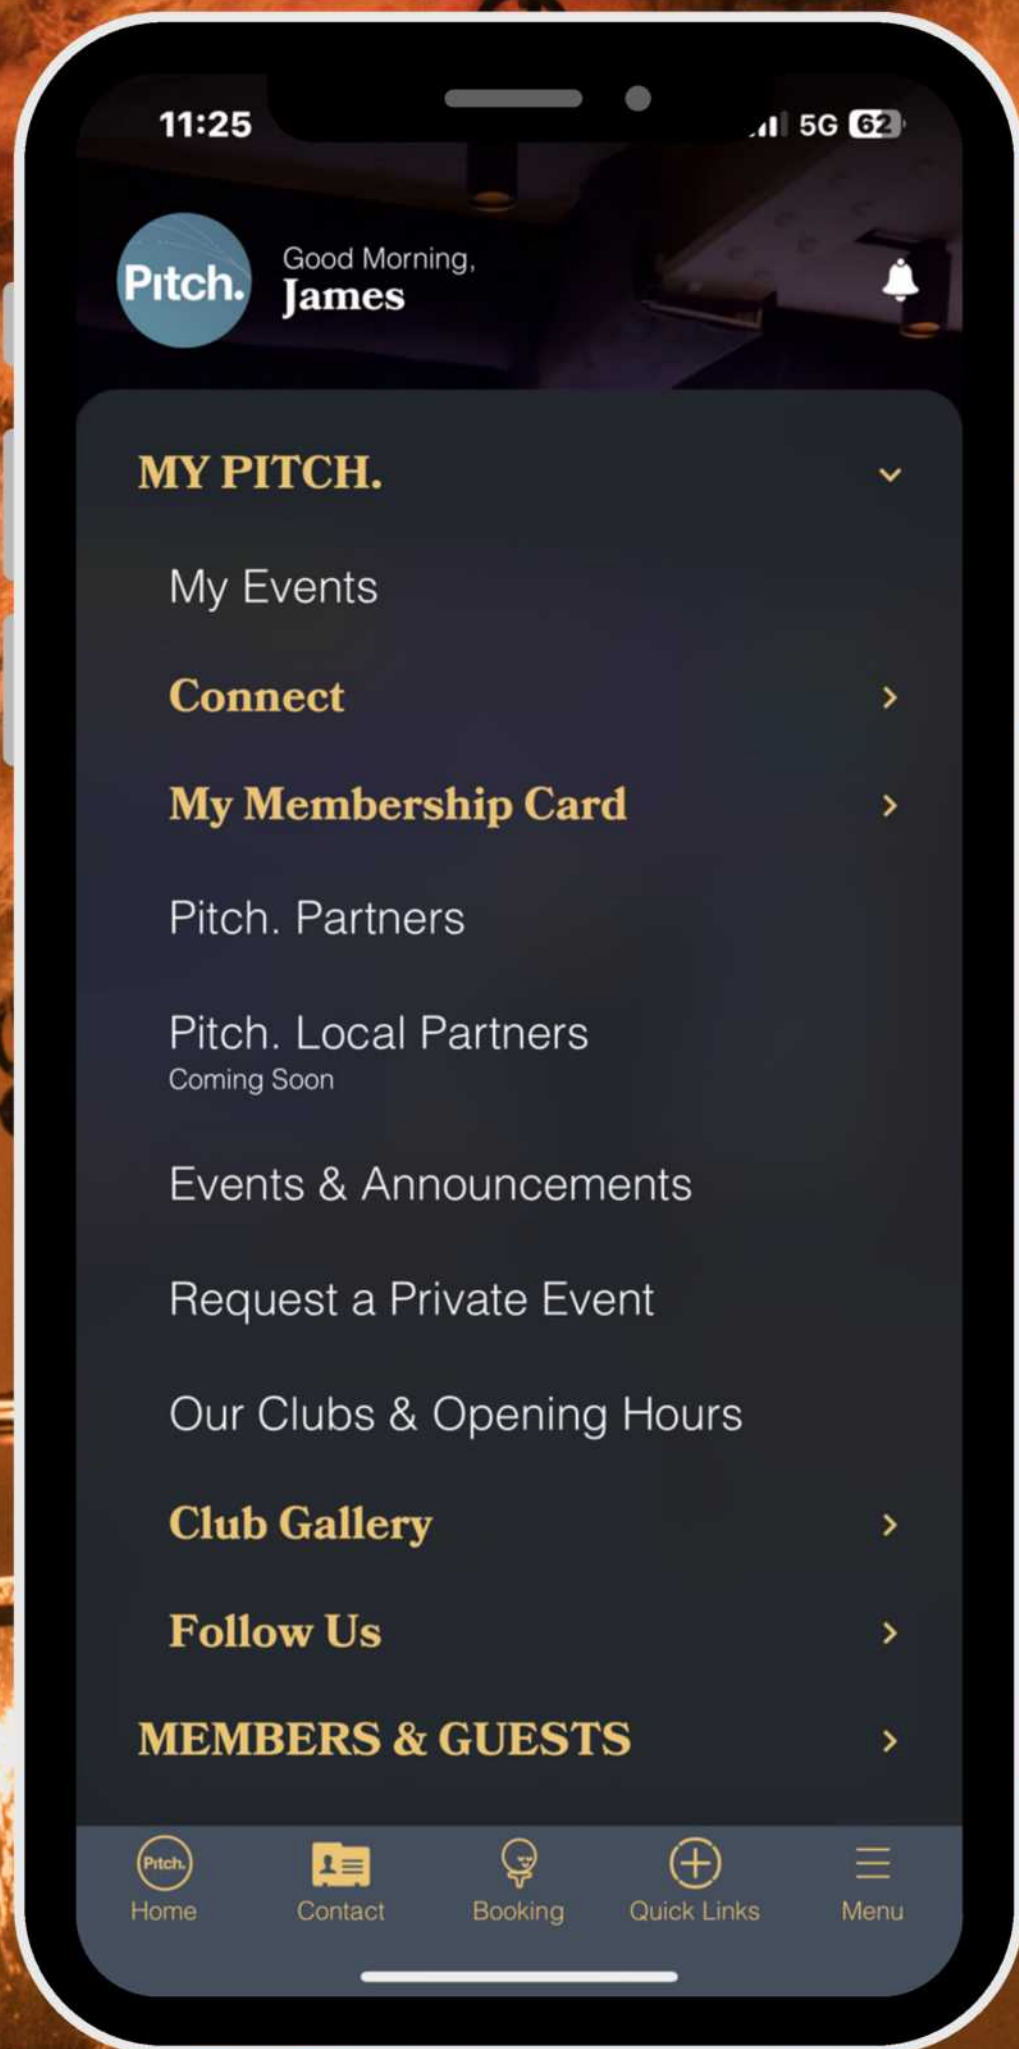 11:25
5G 62
Pitch.
Good Morning,
James
MY PITCH.
My Events
Connect
My Membership Card
Pitch. Partners
Pitch. Local Partners
Coming Soon
Events & Announcements
Request a Private Event
Our Clubs & Opening Hours
Club Gallery
Follow Us
MEMBERS & GUESTS
Pitch.
Home Contact Booking Quick Links Menu